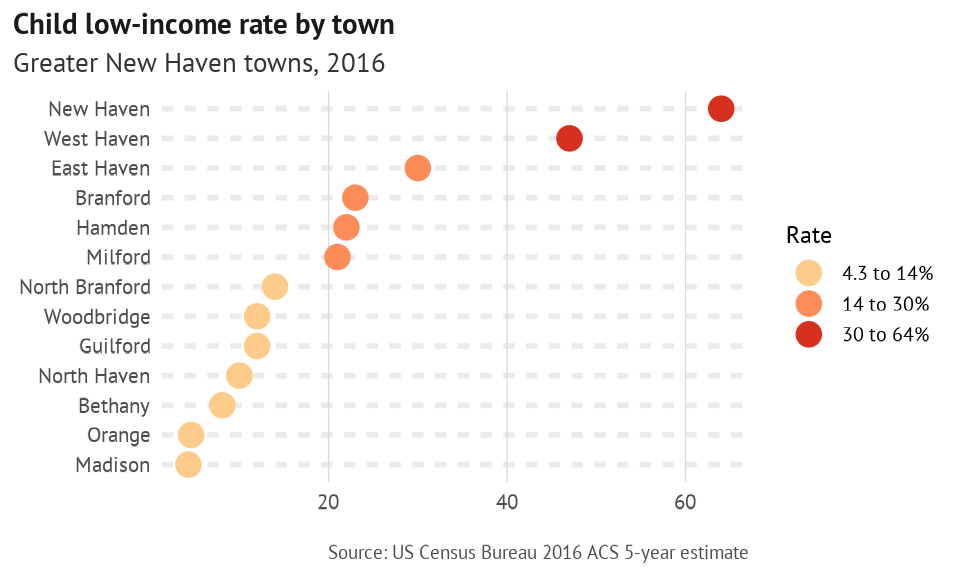 Child low-income rate by town
Greater New Haven towns, 2016
New Haven
West Haven
East Haven
Branford
Hamden
Milford
North Branford
Woodbridge
Guilford
North Haven
Bethany
Orange
Madison
20 40 60
Rate
4.3 to 14%
14 to 30%
30 to 64%
Source: US Census Bureau 2016 ACS 5-year estimate